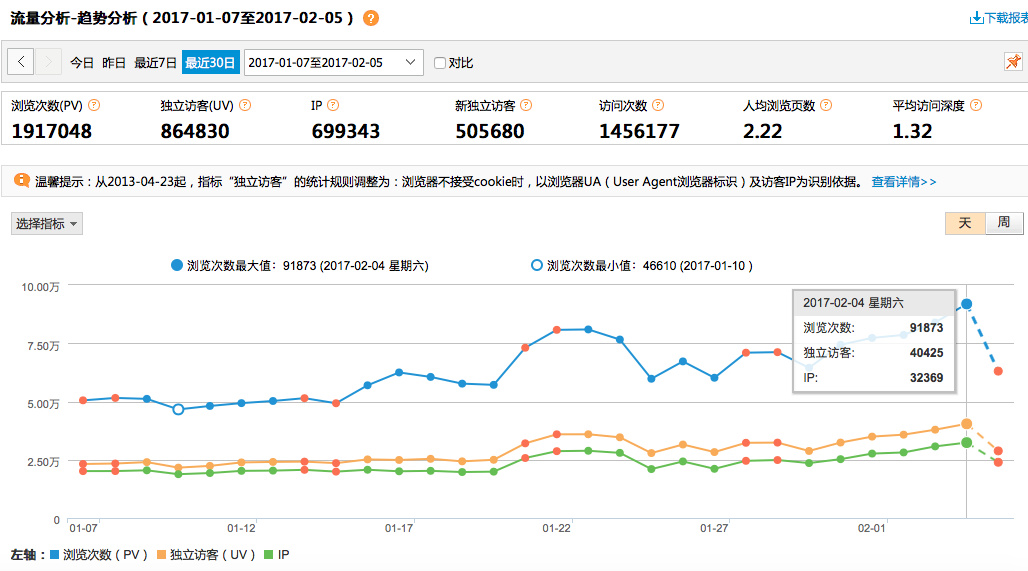 流量分析-趋势分析（2017-01-07至2017-02-05） ?
下载报表
今日 昨日 最近7日 最近30日 2017-01-07至2017-02-05 对比
浏览次数(PV) ? 独立访客(UV) ? IP ? 新独立访客 ? 访问次数 ? 人均浏览页数 ? 平均访问深度 ?
1917048 864830 699343 505680 1456177 2.22 1.32
温馨提示：从2013-04-23起，指标“独立访客”的统计规则调整为：浏览器不接受cookie时，以浏览器UA（User Agent浏览器标识）及访客IP为识别依据。 查看详情>>
选择指标 天 周
浏览次数最大值：91873 (2017-02-04 星期六) 浏览次数最小值：46610 (2017-01-10 )
10.00万
7.50万
5.00万
2.50万
0
2017-02-04 星期六
浏览次数: 91873
独立访客: 40425
IP: 32369
01-07 01-12 01-17 01-22 01-27 02-01
左轴： 浏览次数（PV） 独立访客（UV） IP